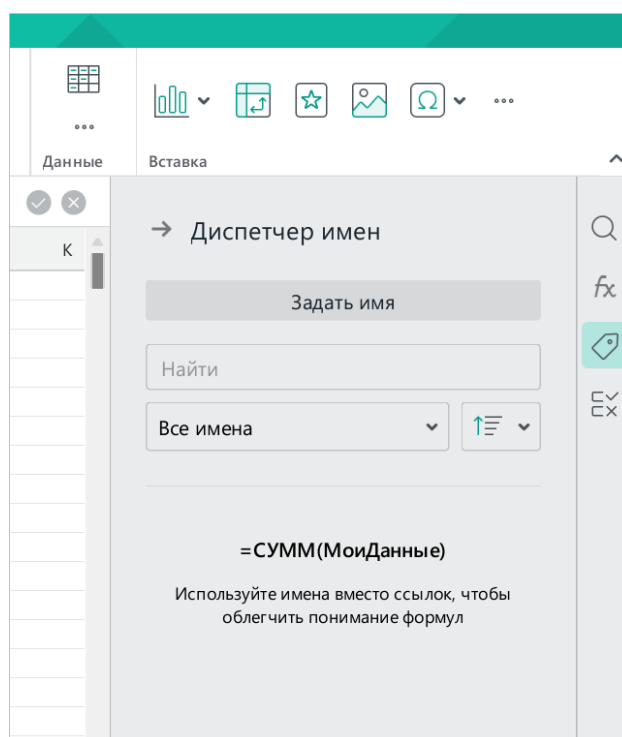 Данные
Вставка
K
Диспетчер имен
Задать имя
Найти
Все имена
=СУММ(МоиДанные)
Используйте имена вместо ссылок, чтобы
облегчить понимание формул
Ω
fx